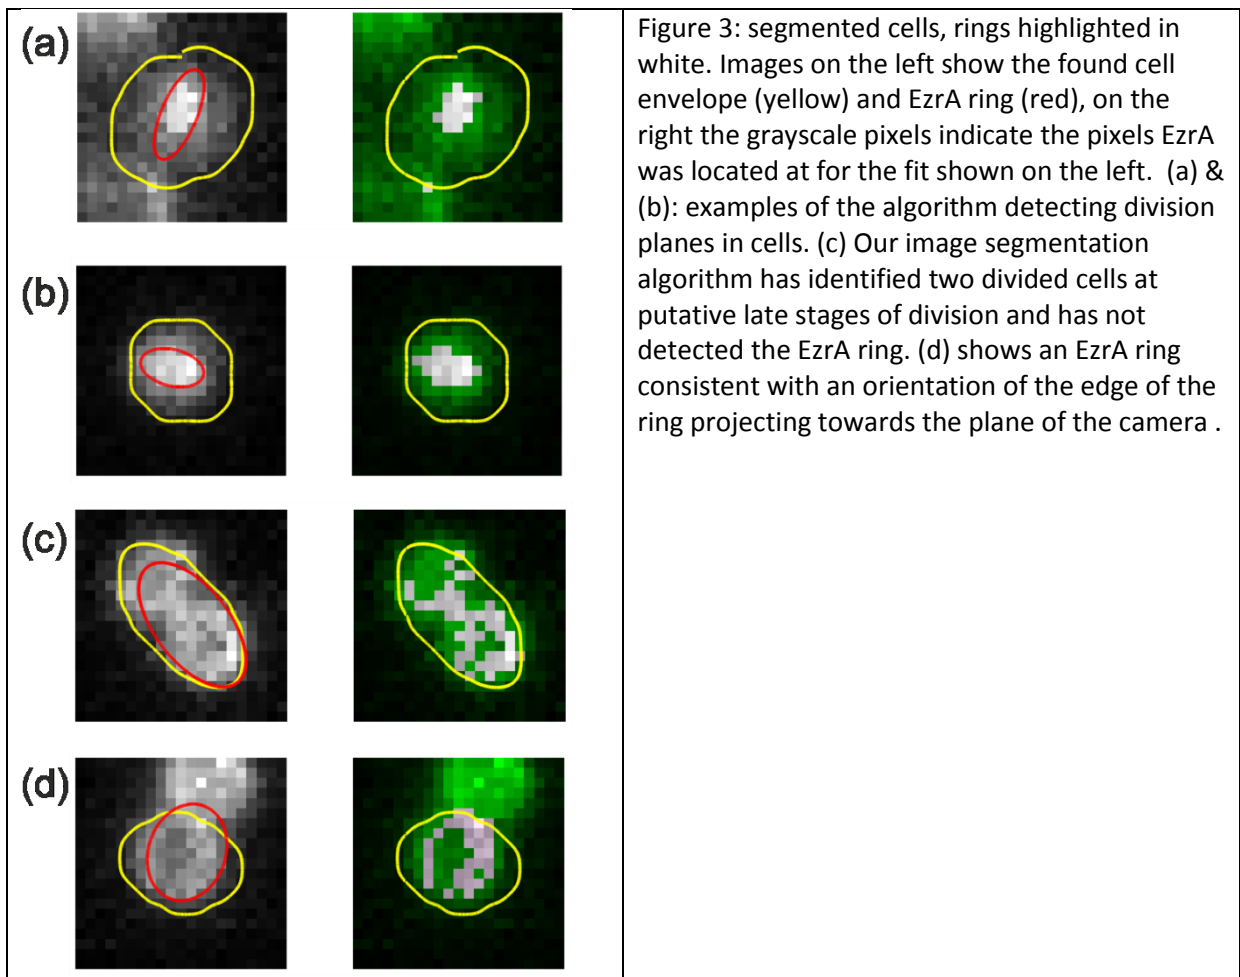 (a)
(b)
(c)
(d)
Figure 3: segmented cells, rings highlighted in
white. Images on the left show the found cell
envelope (yellow) and EzrA ring (red), on the
right the grayscale pixels indicate the pixels EzrA
was located at for the fit shown on the left.  (a) &
(b): examples of the algorithm detecting division
planes in cells. (c) Our image segmentation
algorithm has identified two divided cells at
putative late stages of division and has not
detected the EzrA ring. (d) shows an EzrA ring
consistent with an orientation of the edge of the
ring projecting towards the plane of the camera .